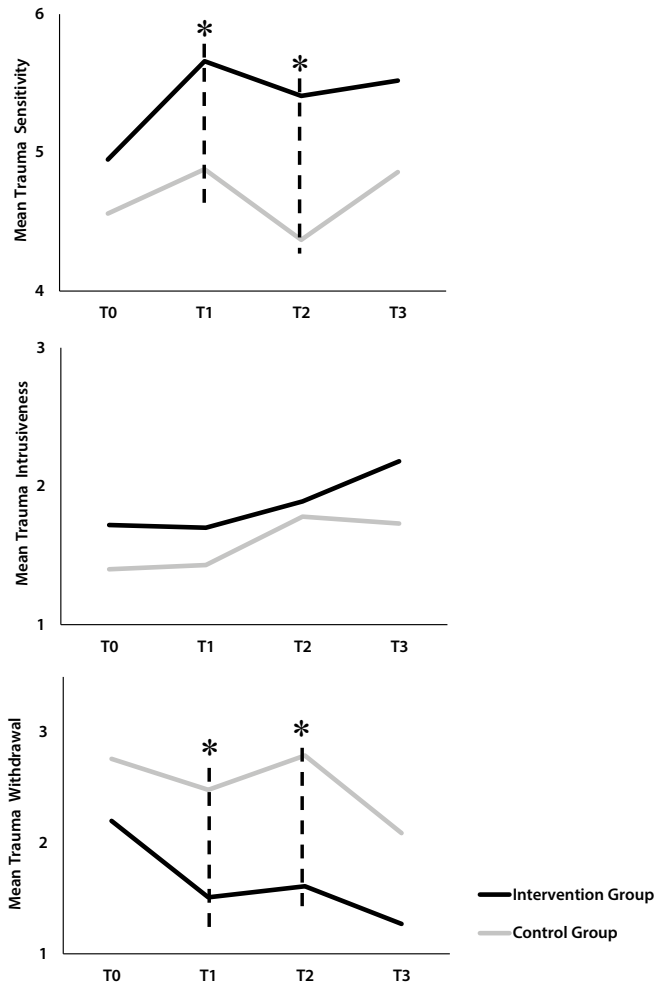 6
*
*
5
4
Mean Trauma Sensitivity
T0 T1 T2 T3
3
2
1
Mean Trauma Intrusiveness
T0 T1 T2 T3
3
*
*
2
1
Mean Trauma Withdrawal
T0 T1 T2 T3
Intervention Group
Control Group